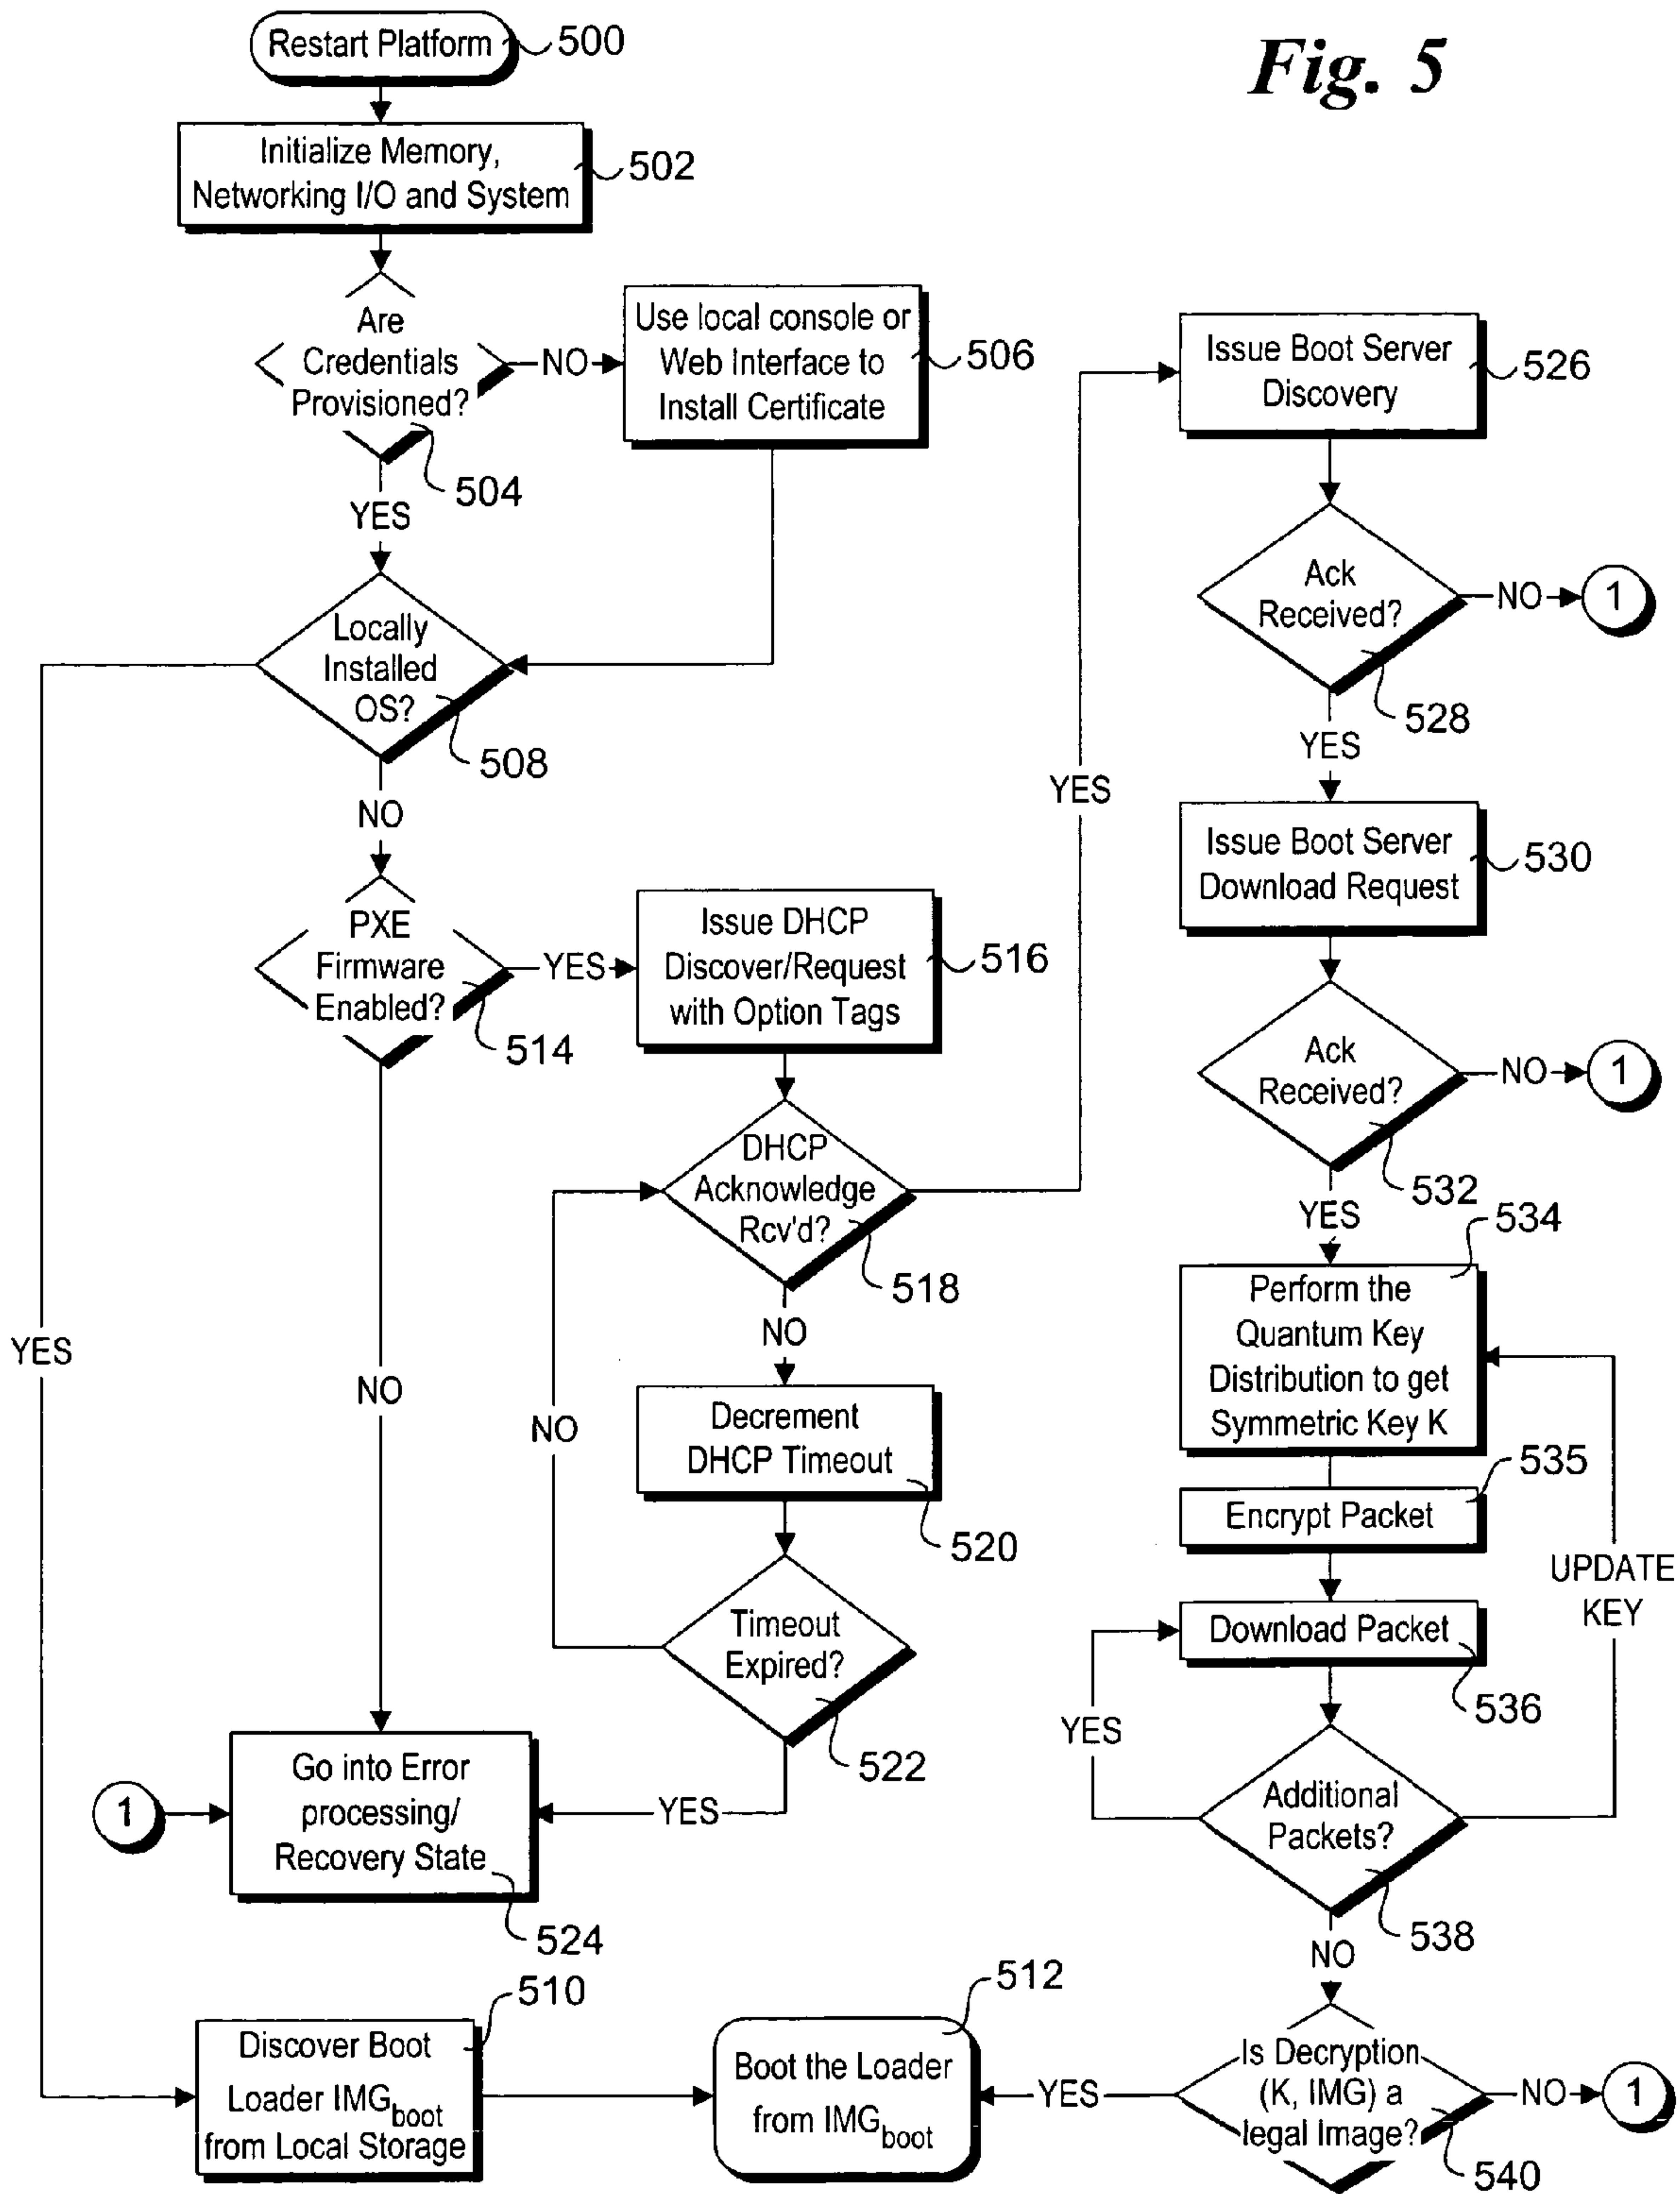 Fig. 5
Restart Platform
500
Initialize Memory,
Networking I/O and System
502
Are
Credentials
Provisioned?
504
NO
Use local console or
Web Interface to
Install Certificate
506
YES
Locally
Installed
OS?
508
YES
NO
PXE
Firmware
Enabled?
514
YES
Issue DHCP
Discover/Request
with Option Tags
516
NO
DHCP
Acknowledge
Rcv'd?
518
YES
NO
Decrement
DHCP Timeout
520
Timeout
Expired?
522
NO
YES
1
Go into Error
processing/
Recovery State
524
Discover Boot
Loader IMGboot
from Local Storage
510
Boot the Loader
from IMGboot
512
Issue Boot Server
Discovery
526
Ack
Received?
528
NO
1
YES
Issue Boot Server
Download Request
530
Ack
Received?
532
NO
1
YES
Perform the
Quantum Key
Distribution to get
Symmetric Key K
534
Encrypt Packet
535
Download Packet
536
UPDATE
KEY
YES
Additional
Packets?
538
NO
Is Decryption
(K, IMG) a
legal Image?
540
YES
NO
1